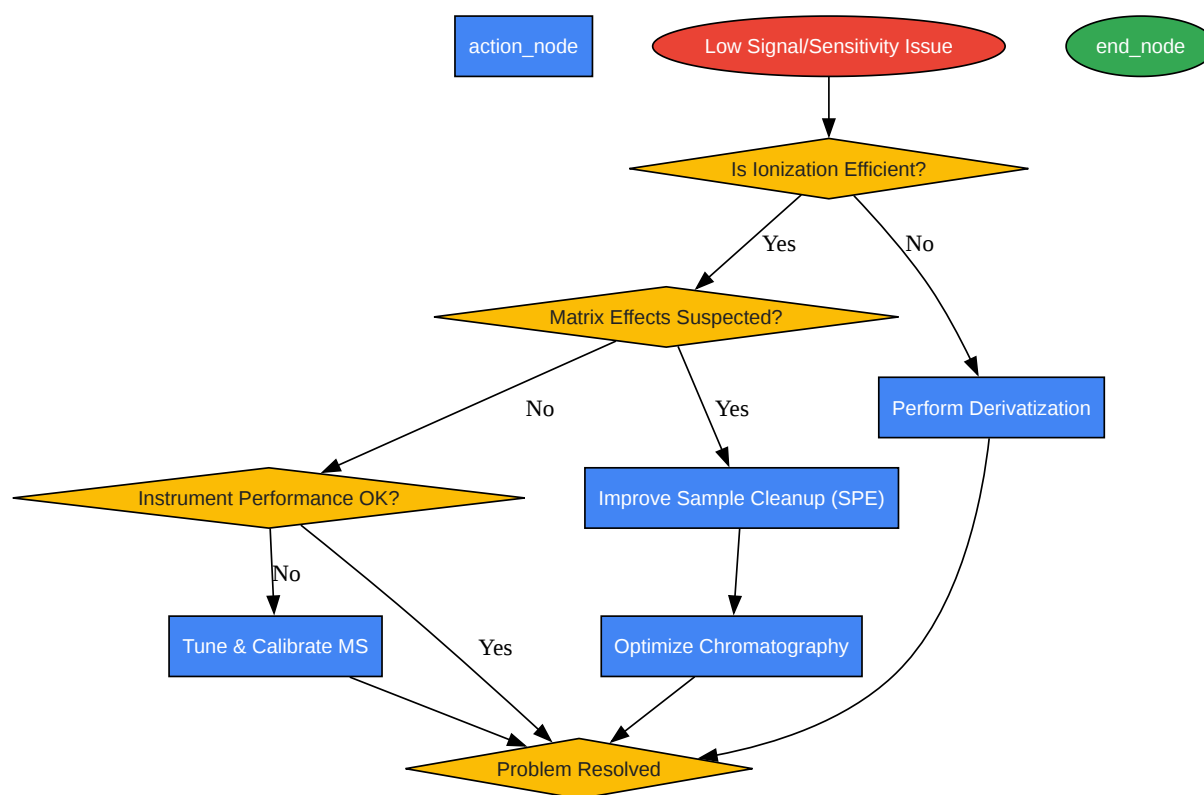 action_node
Low Signal/Sensitivity Issue
end_node
Is Ionization Efficient?
Yes
No
Matrix Effects Suspected?
No
Yes
Perform Derivatization
Instrument Performance OK?
Improve Sample Cleanup (SPE)
No
Tune & Calibrate MS
Yes
Optimize Chromatography
Problem Resolved